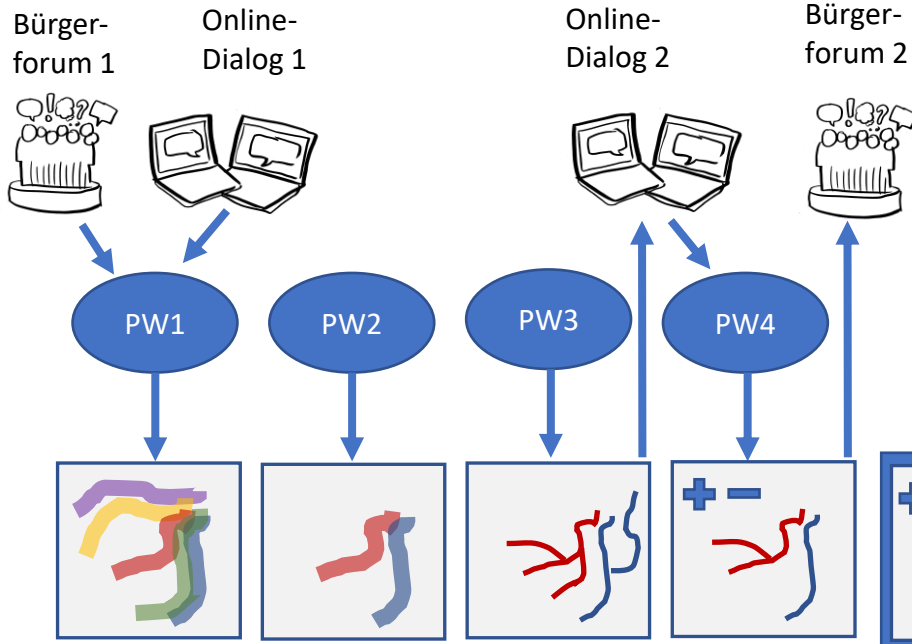 Bürger-
forum 1
Online-
Dialog 1
Online-
Dialog 2
Bürger-
forum 2
PW1
PW2
PW3
PW4